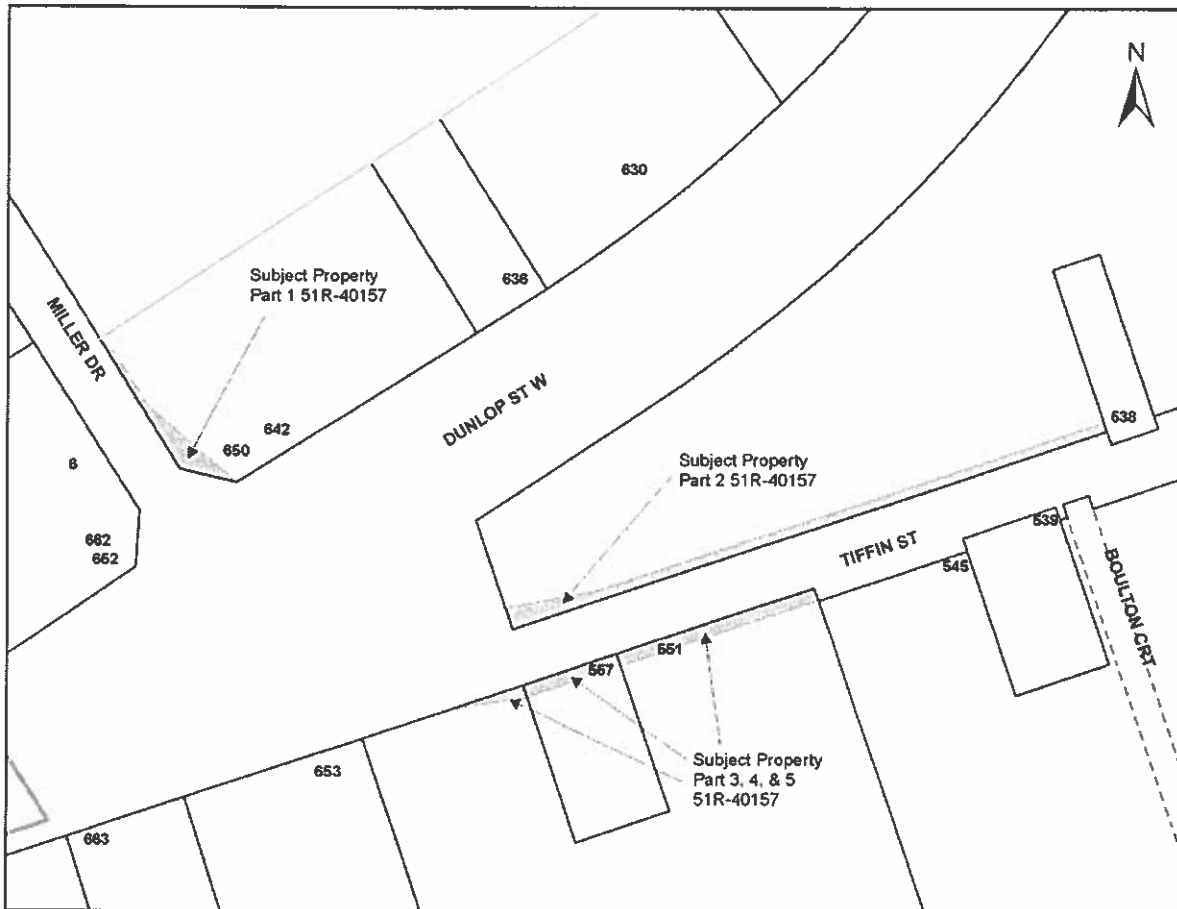 N
630
636
Subject Property
Part 1 51R-40157
MILLER DR
642
650
DUNLOP ST W
638
8
Subject Property
Part 2 51R-40157
662
652
TIFFIN ST
539
545
BOULTON CRT
551
557
653
Subject Property
Part 3, 4, & 5
51R-40157
663